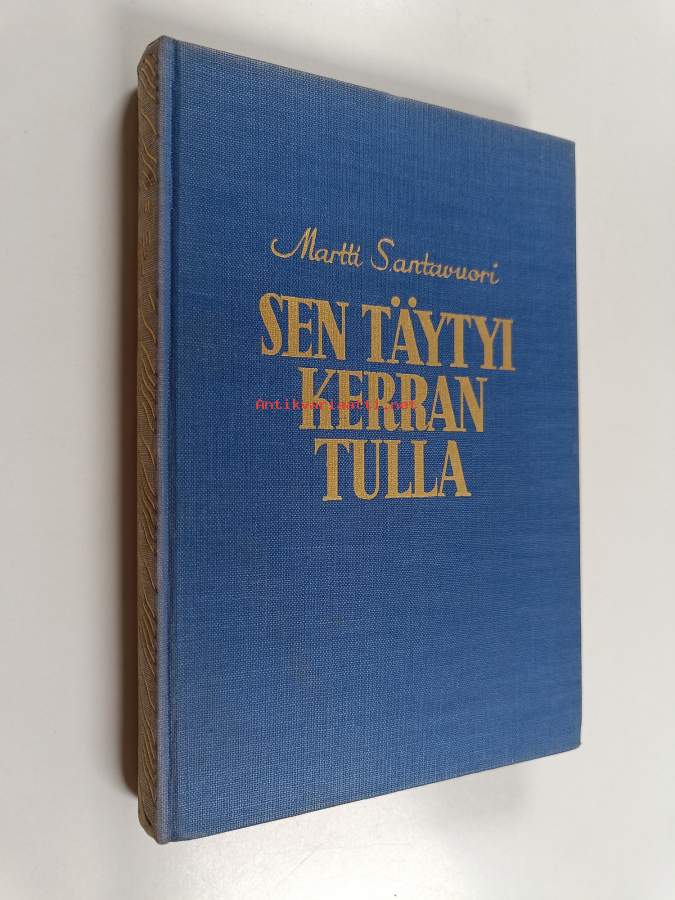 Martti Santavuori
SEN TÄYTYI
KERRAN
Antikvariaatti.net
TULLA